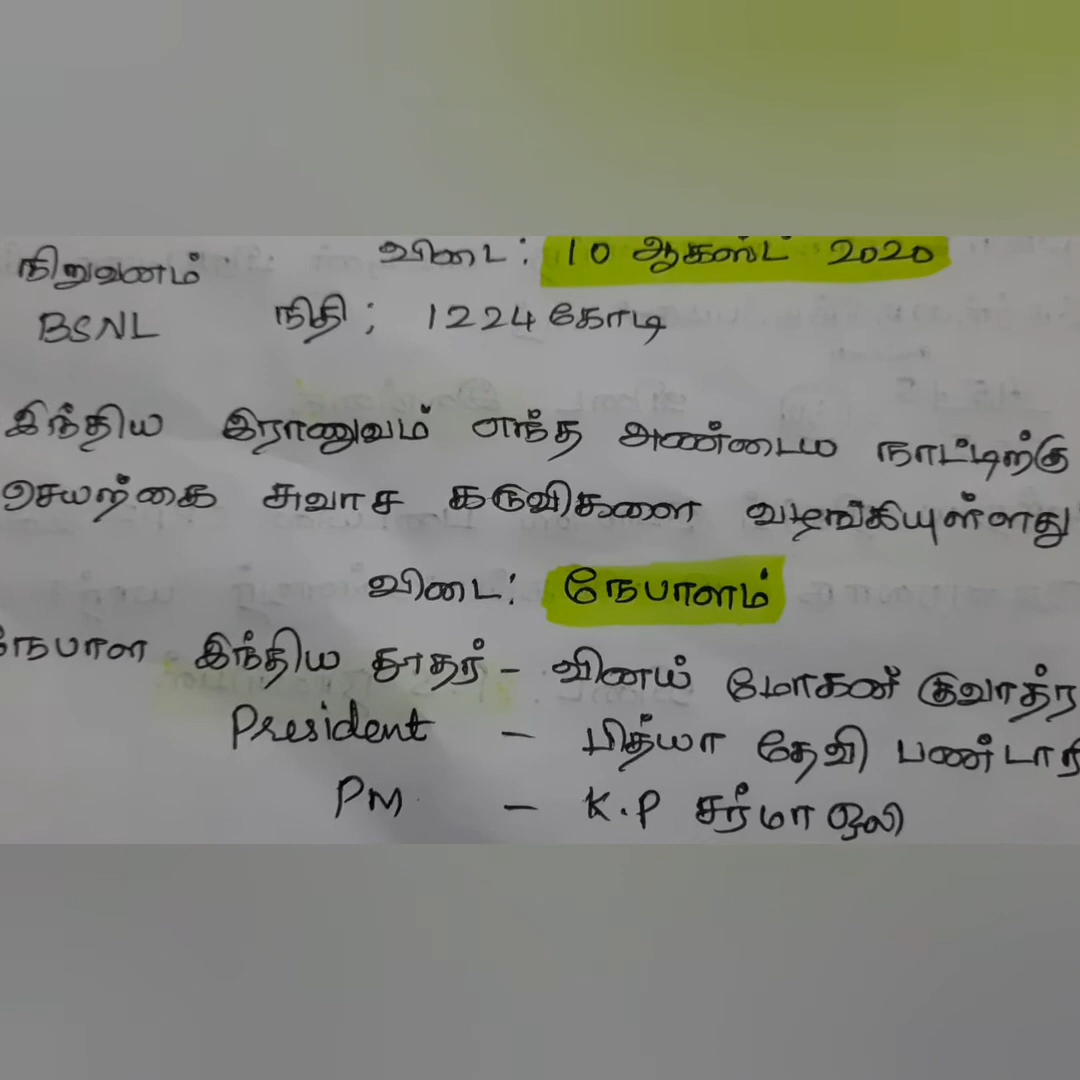 நிறுவனம் விடை: 10 ஆகஸ்ட் 2020
BSNL நிதி: 1224 கோடி
இந்திய இராணுவம் எந்த அண்டைய நாட்டிற்கு
செயற்கை சுவாச கருவிகளை வழங்கியுள்ளது
விடை: நேபாளம்
நேபாள இந்திய தூதர் - வினய் மோகன் குவாத்ர
President - பித்யா தேவி பண்டாரி
PM - K.P சர்மா ஒலி